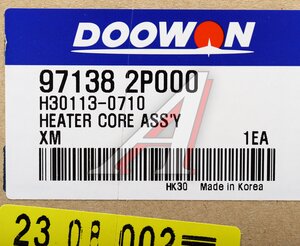 DOOWON
97138 2P000
H30113-0710
HEATER CORE ASS'Y
XM 1EA
HK30 Made in Korea
23 08 002